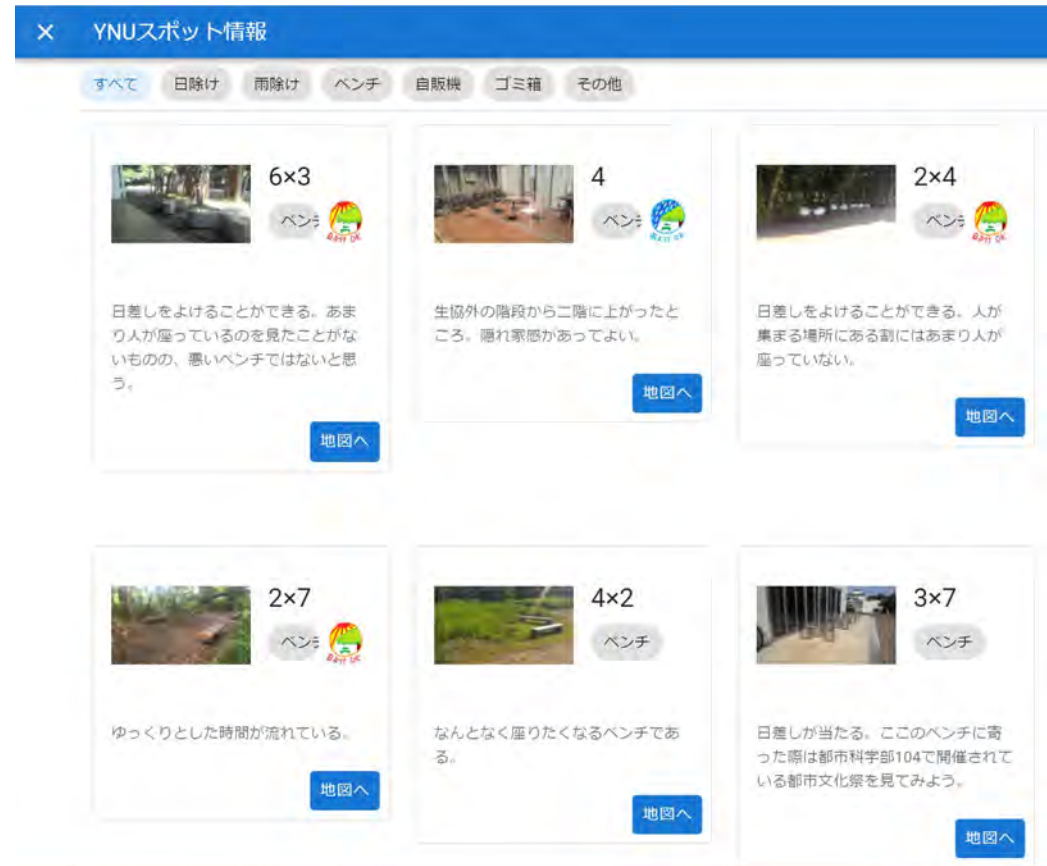 × YNUスポット情報
すべて 日除け 雨除け ベンチ 自販機 ゴミ箱 その他
6×3
ベンチ
日差しをよけることができる。あま
り人が座っているのを見たことがな
いものの、悪いベンチではないと思
う。
地図へ
4
ベンチ
生協外の階段から二階に上がったと
ころ。隠れ家感があってよい。
地図へ
2×4
ベンチ
日差しをよけることができる。人が
集まる場所にある割にはあまり人が
座っていない。
地図へ
2×7
ベンチ
ゆっくりとした時間が流れている。
地図へ
4×2
ベンチ
なんとなく座りたくなるベンチであ
る。
地図へ
3×7
ベンチ
日差しが当たる。ここのベンチに寄
った際は都市科学部104で開催されて
いる都市文化祭を見てみよう。
地図へ